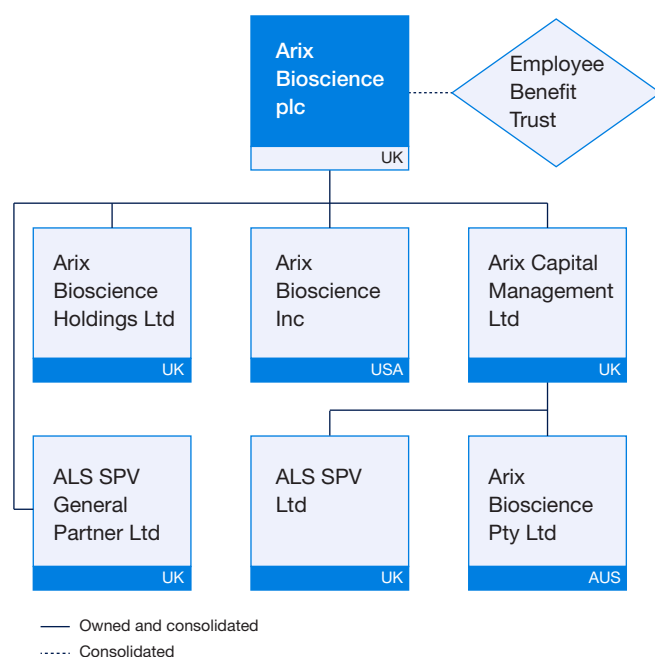 Arix
Bioscience
plc
UK
Employee
Benefit
Trust
Arix
Bioscience
Holdings Ltd
UK
Arix
Bioscience
Inc
USA
Arix Capital
Management
Ltd
UK
ALS SPV
General
Partner Ltd
UK
ALS SPV
Ltd
UK
Arix
Bioscience
Pty Ltd
AUS
Owned and consolidated
Consolidated